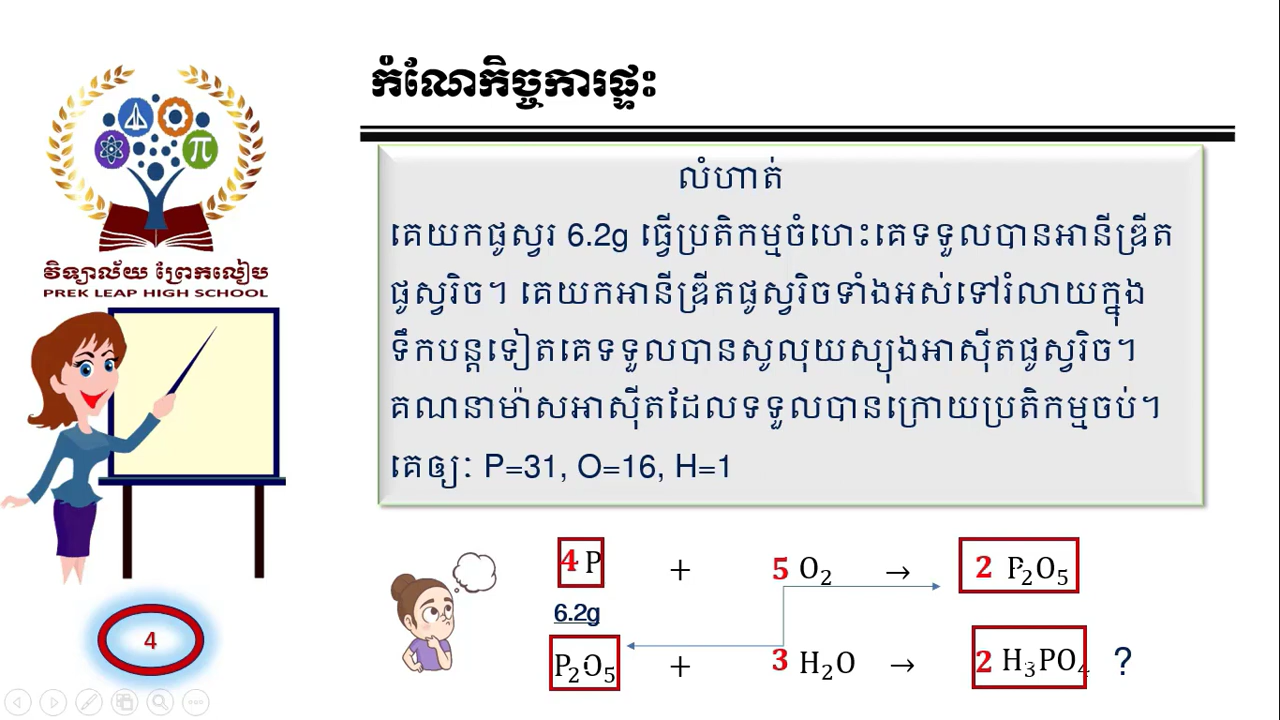 កំណែកិច្ចការផ្ទះ
លំហាត់
គេយកផូស្វរ 6.2g ធ្វើប្រតិកម្មចំហេះគេទទួលបានអានីឌ្រីត
ផូស្វរិច។ គេយកអានីឌ្រីតផូស្វរិចទាំងអស់ទៅរំលាយក្នុង
ទឹកបន្តទៀតគេទទួលបានសូលុយស្យុងអាស៊ីតផូស្វរិច។
គណនាម៉ាសអាស៊ីតដែលទទួលបានក្រោយប្រតិកម្មចប់។
គេឲ្យ: P=31, O=16, H=1
វិទ្យាល័យ ព្រែកលៀប
PREK LEAP HIGH SCHOOL
π
4 P + 5 O₂ → 2 P₂O₅
6.2g
P₂O₅ + 3 H₂O → 2 H₃PO₄ ?
4